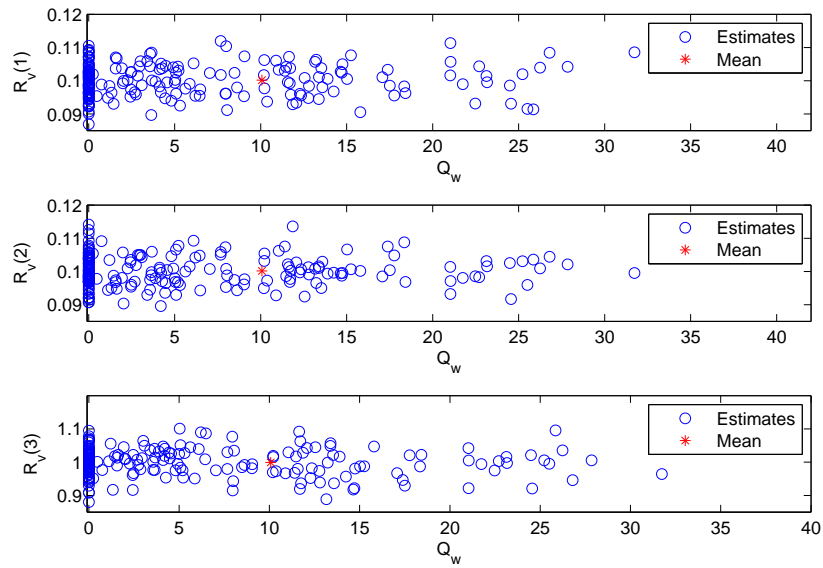 0.12
0.11
0.1
0.09
R_v(1)
Estimates
Mean
0 5 10 15 20 25 30 35 40
Q_w
0.12
0.11
0.1
0.09
R_v(2)
Estimates
Mean
0 5 10 15 20 25 30 35 40
Q_w
1.1
1
0.9
R_v(3)
Estimates
Mean
0 5 10 15 20 25 30 35 40
Q_w